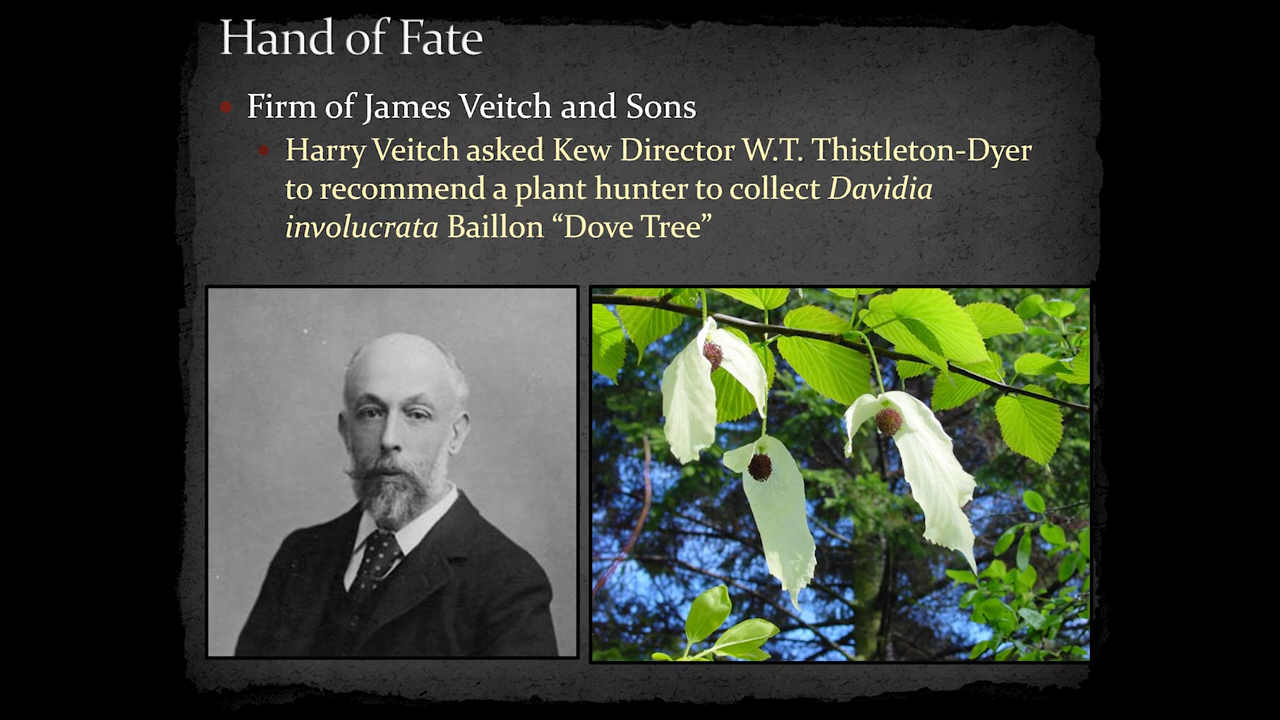 Hand of Fate
Firm of James Veitch and Sons
Harry Veitch asked Kew Director W.T. Thistleton-Dyer
to recommend a plant hunter to collect Davidia
involucrata Baillon “Dove Tree”